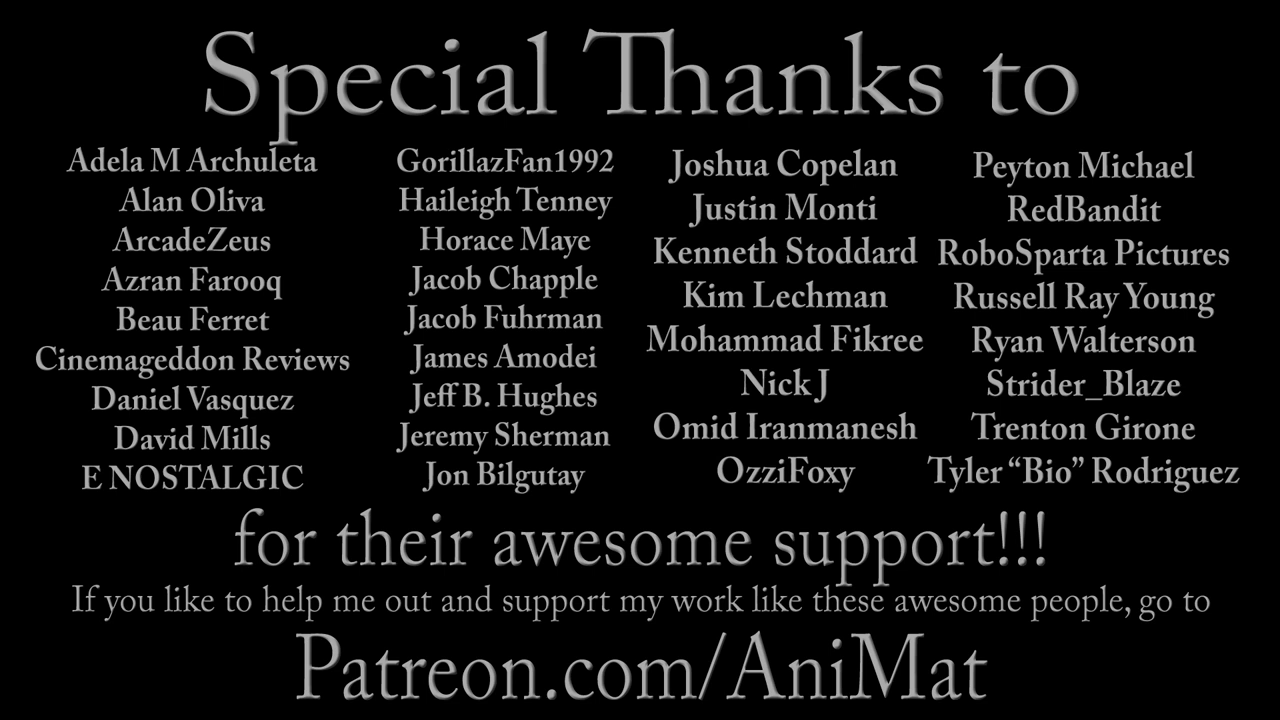 Special Thanks to
Adela M Archuleta
Alan Oliva
ArcadeZeus
Azran Farooq
Beau Ferret
Cinemageddon Reviews
Daniel Vasquez
David Mills
E NOSTALGIC
GorillazFan1992
Haileigh Tenney
Horace Maye
Jacob Chapple
Jacob Fuhrman
James Amodei
Jeff B. Hughes
Jeremy Sherman
Jon Bilgutay
Joshua Copelan
Justin Monti
Kenneth Stoddard
Kim Lechman
Mohammad Fikree
Nick J
Omid Iranmanesh
OzziFoxy
Peyton Michael
RedBandit
RoboSparta Pictures
Russell Ray Young
Ryan Walterson
Strider_Blaze
Trenton Girone
Tyler “Bio” Rodriguez
for their awesome support!!!
If you like to help me out and support my work like these awesome people, go to
Patreon.com/AniMat